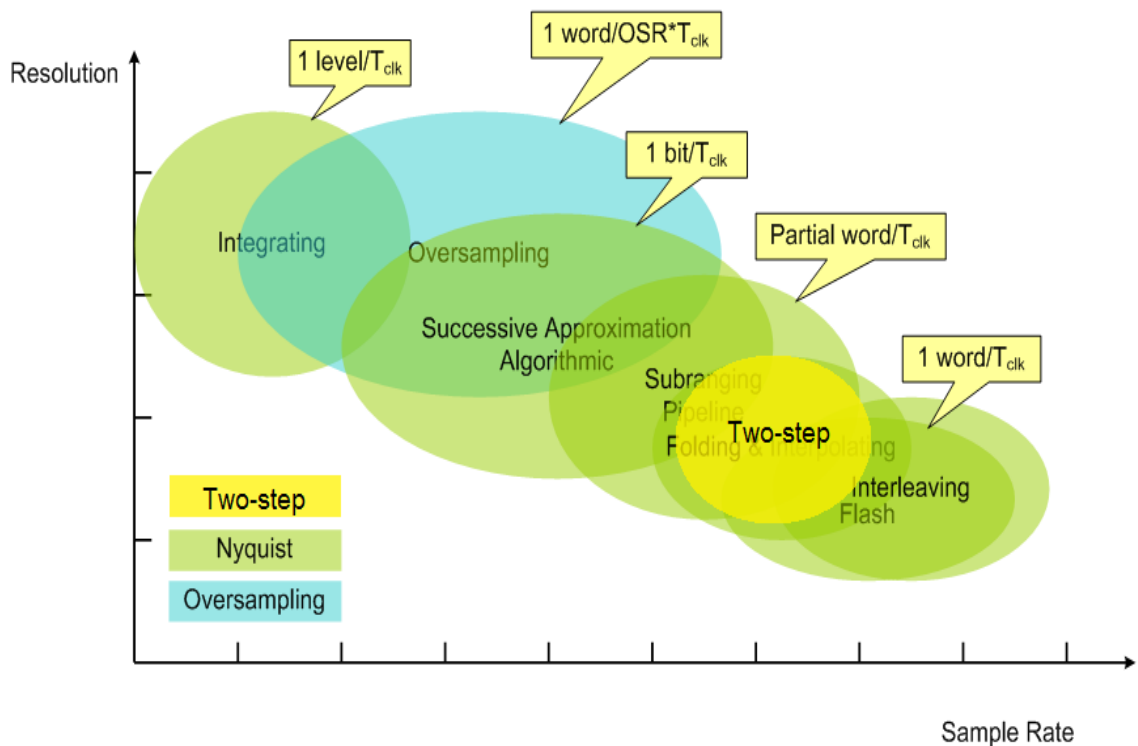 1 word/OSR*Tclk
1 level/Tclk
Resolution
1 bit/Tclk
Partial word/Tclk
Integrating
Oversampling
Successive Approximation
Algorithmic
1 word/Tclk
Subranging
Pipeline
Two-step
Folding & Interpolating
Interleaving
Flash
Two-step
Nyquist
Oversampling
Sample Rate